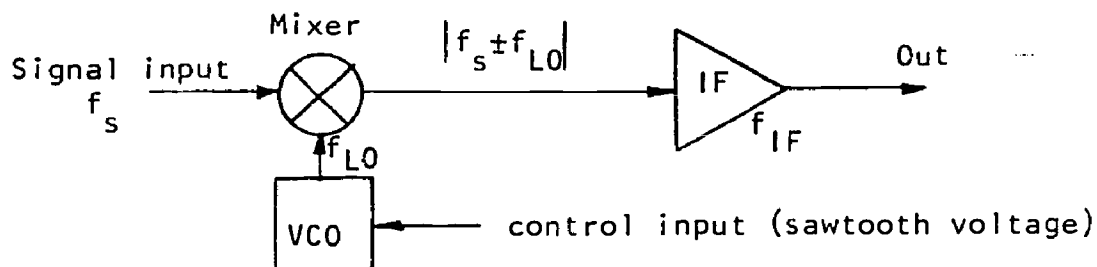 Mixer
|f_s±f_LO|
Signal input
f_s
IF
Out
f_IF
f_LO
VCO
control input (sawtooth voltage)